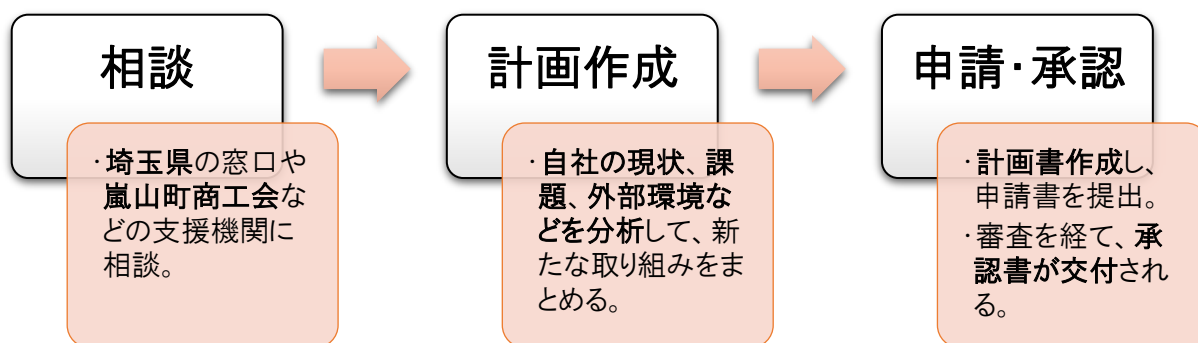 相談
・埼玉県の窓口や
嵐山町商工会な
どの支援機関に
相談。
計画作成
・自社の現状、課
題、外部環境な
どを分析して、新
たな取り組みをま
とめる。
申請・承認
・計画書作成し、
申請書を提出。
・審査を経て、承
認書が交付され
る。